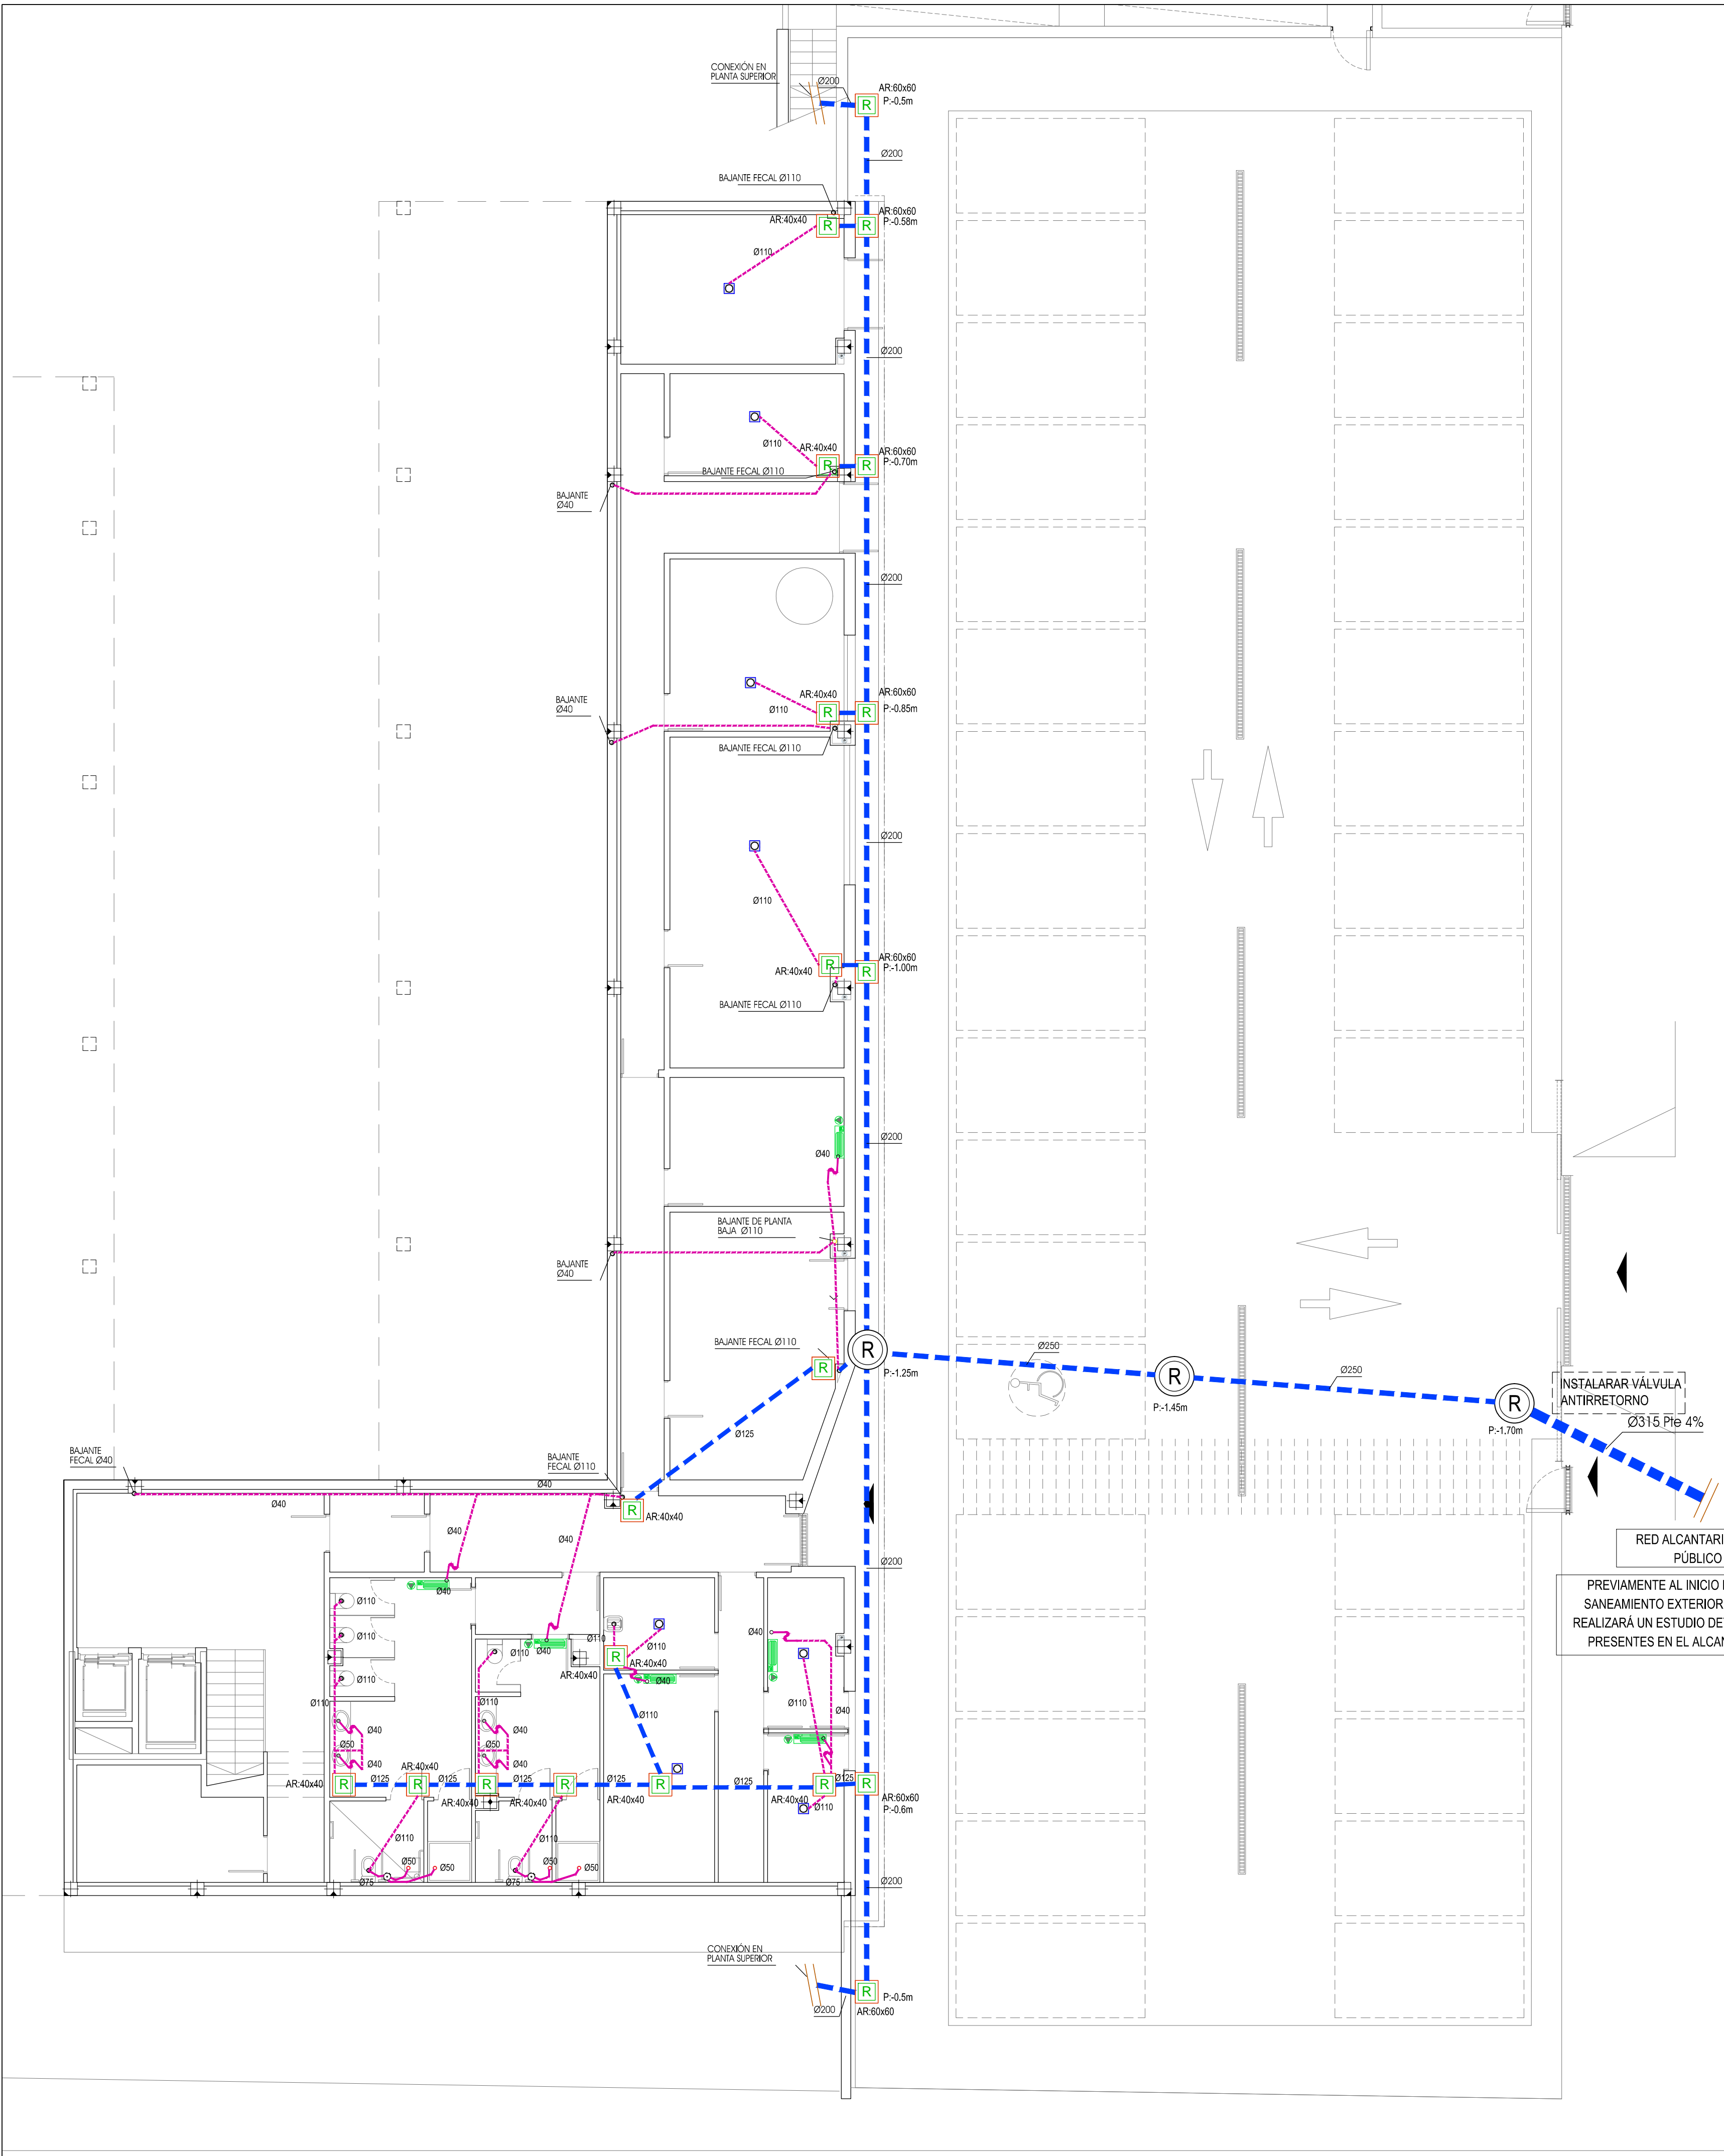 CONEXIÓN EN
PLANTA SUPERIOR
Ø200
AR:60x60
P:-0.5m
R
Ø200
BAJANTE FECAL Ø110
AR:40x40
AR:60x60
P:-0.58m
R
R
Ø110
Ø200
Ø110
AR:40x40
AR:60x60
P:-0.70m
R
R
BAJANTE FECAL Ø110
BAJANTE
Ø40
Ø200
BAJANTE
Ø40
AR:40x40
AR:60x60
P:-0.85m
Ø110
R
R
BAJANTE FECAL Ø110
Ø200
Ø110
AR:60x60
P:-1.00m
AR:40x40
R
R
BAJANTE FECAL Ø110
Ø200
Ø40
BAJANTE DE PLANTA
BAJA Ø110
BAJANTE
Ø40
BAJANTE FECAL Ø110
R
R
P:-1.25m
Ø250
R
P:-1.45m
Ø250
R
P:-1.70m
INSTALARAR VÁLVULA
ANTIRRETORNO
Ø315 Pte 4%
Ø125
BAJANTE
FECAL Ø40
BAJANTE
FECAL Ø110
Ø40
Ø40
R
AR:40x40
Ø40
Ø40
Ø200
RED ALCANTARI
PÚBLICO
PREVIAMENTE AL INICIO
SANEAMIENTO EXTERIOR
REALIZARÁ UN ESTUDIO DE
PRESENTES EN EL ALCAN
Ø40
Ø110
Ø110
Ø110
Ø110
Ø110
Ø40
Ø110
Ø110
R
AR:40x40
AR:40x40
Ø40
Ø40
Ø110
Ø110
Ø110
Ø40
Ø40
Ø50
Ø40
Ø40
Ø50
Ø40
AR:40x40
R
Ø125
AR:40x40
R
Ø125
R
Ø125
R
Ø125
R
Ø125
R
Ø125
R
AR:40x40
AR:40x40
AR:40x40
AR:40x40
Ø110
AR:60x60
P:-0.6m
Ø110
Ø110
Ø50
Ø50
Ø75
Ø50
Ø50
Ø75
Ø200
CONEXIÓN EN
PLANTA SUPERIOR
Ø200
R
P:-0.5m
AR:60x60